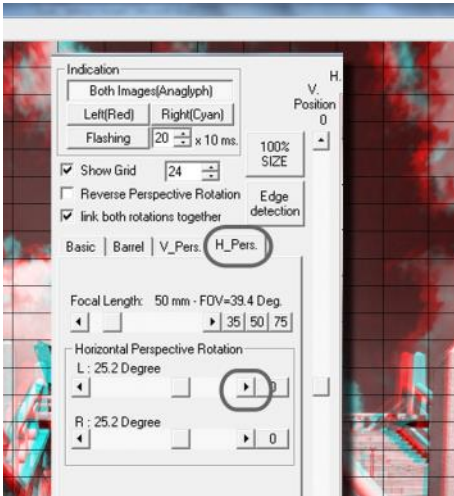 Indication
H.
Both Images(Anaglyph)
V.
Position
Left(Red) Right(Cyan)
0
Flashing 20 x 10 ms.
100% SIZE
Show Grid 24
Reverse Perspective Rotation
Edge detection
link both rotations together
Basic Barrel V_Pers. H_Pers.
Focal Length: 50 mm - FOV=39.4 Deg.
35 50 75
Horizontal Perspective Rotation
L : 25.2 Degree
0
R : 25.2 Degree
0